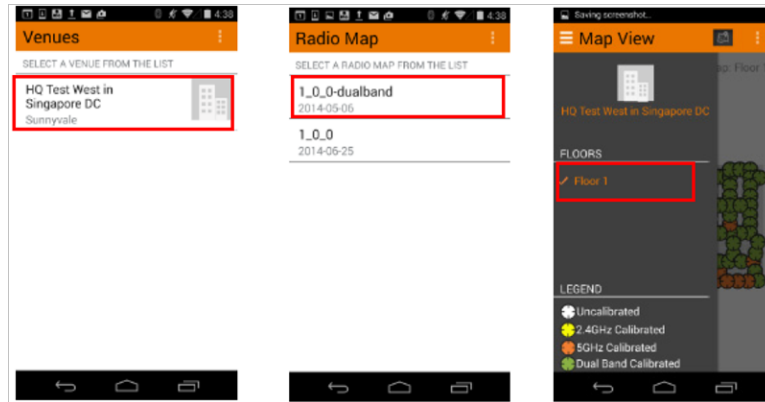 4:38
Venues
SELECT A VENUE FROM THE LIST
HQ Test West in
Singapore DC
Sunnyvale
4:38
Radio Map
SELECT A RADIO MAP FROM THE LIST
1_0_0-dualband
2014-05-06
1_0_0
2014-06-25
Saving screenshot...
Map View
ap: Floor
HQ Test West in Singapore DC
FLOORS
Floor 1
LEGEND
Uncalibrated
2.4GHz Calibrated
5GHz Calibrated
Dual Band Calibrated